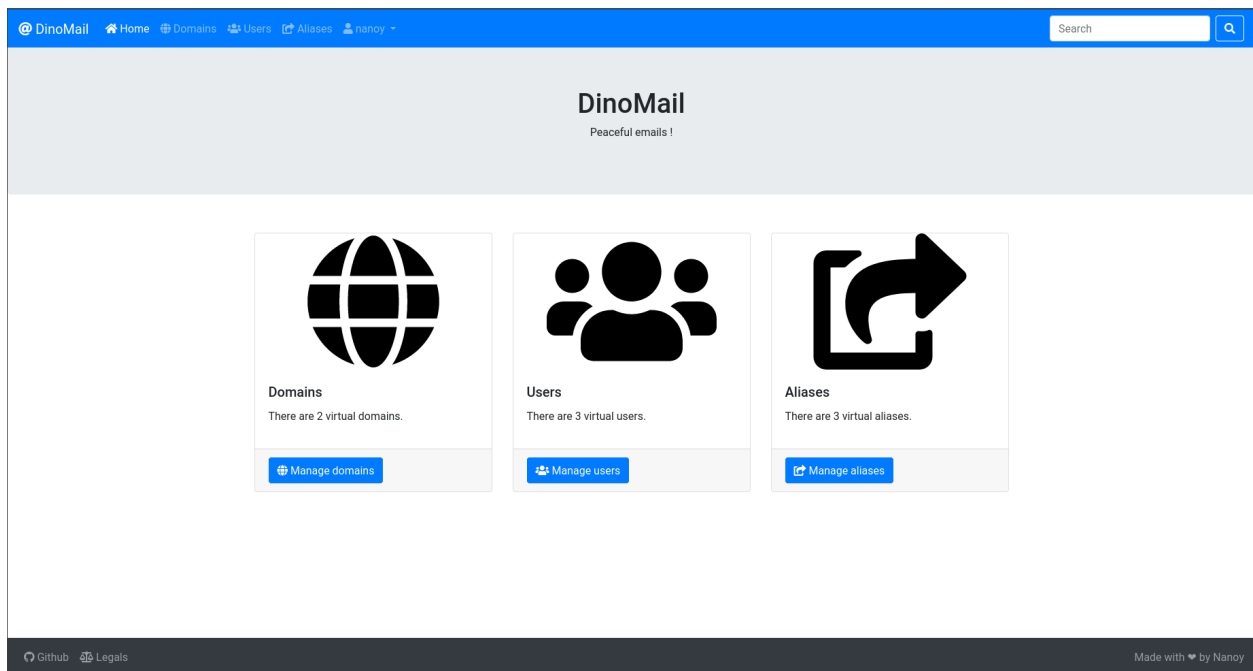 @ DinoMail Home Domains Users Aliases nanoy Search
DinoMail
Peaceful emails !
Domains
There are 2 virtual domains.
Manage domains
Users
There are 3 virtual users.
Manage users
Aliases
There are 3 virtual aliases.
Manage aliases
Github Legals Made with ❤ by Nanoy